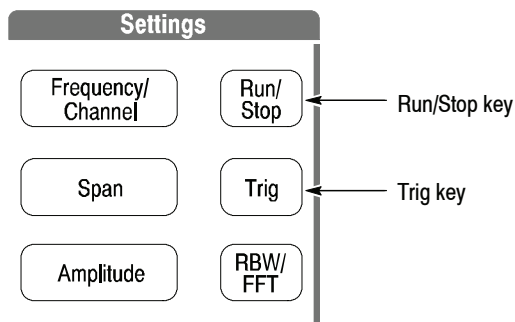 Settings
Frequency/
Channel
Run/
Stop
Run/Stop key
Span
Trig
Trig key
Amplitude
RBW/
FFT